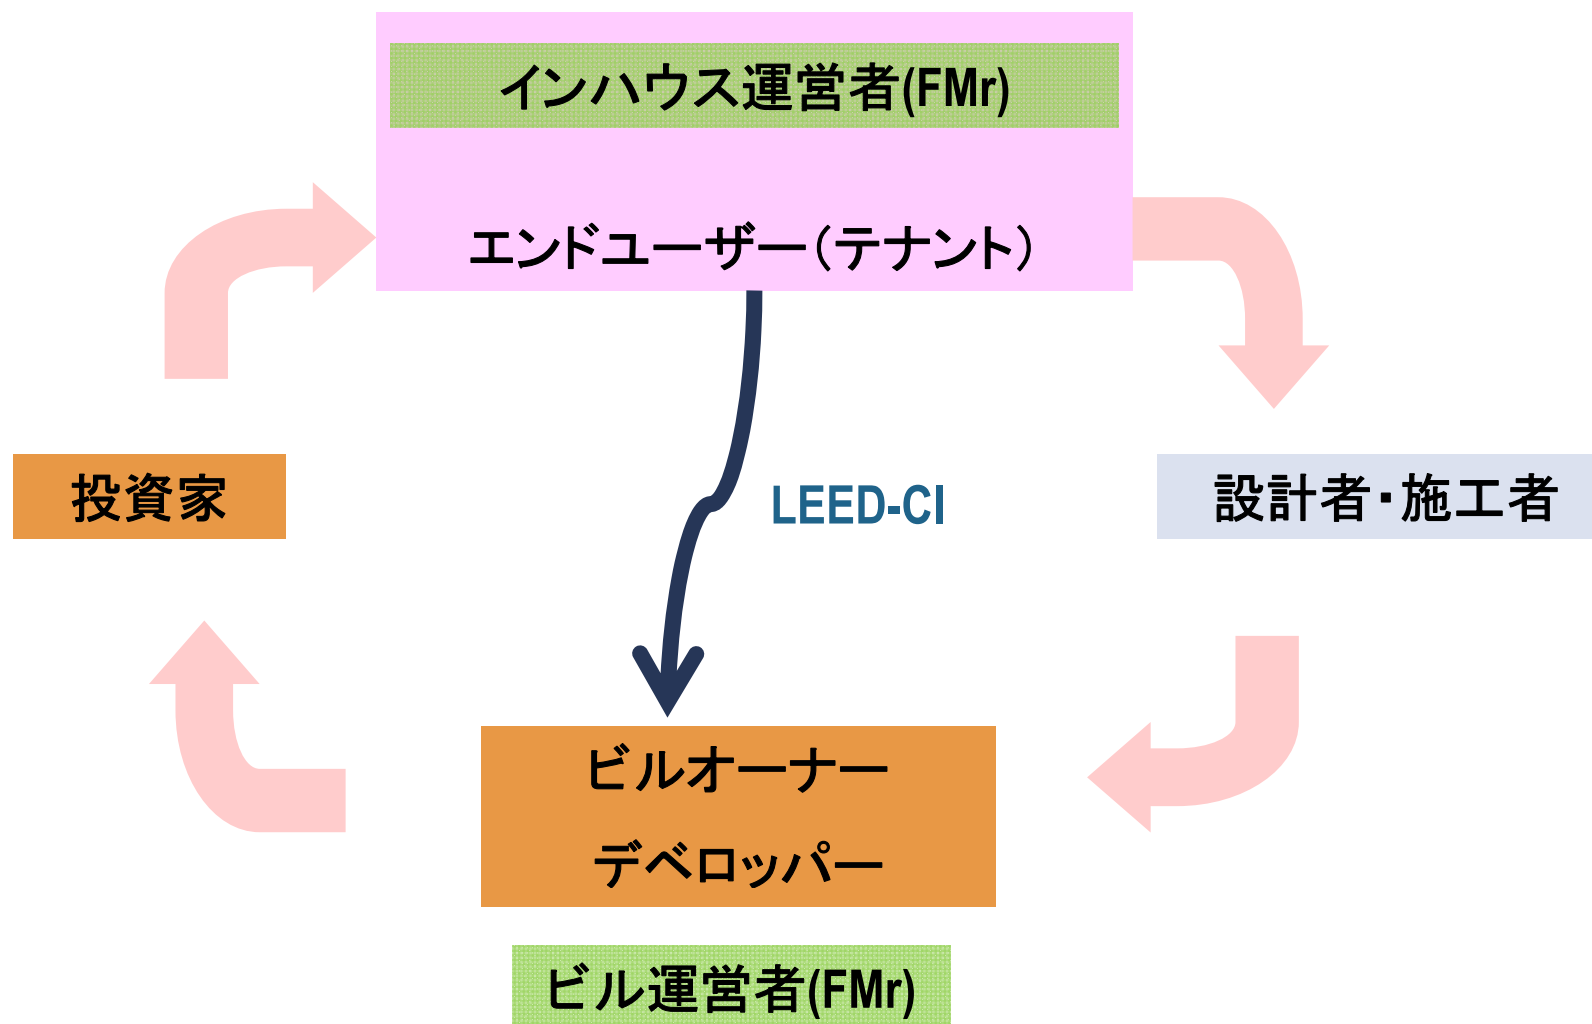 インハウス運営者(FMr)
エンドユーザー（テナント）
投資家
LEED-CI
設計者・施工者
ビルオーナー
デベロッパー
ビル運営者(FMr)